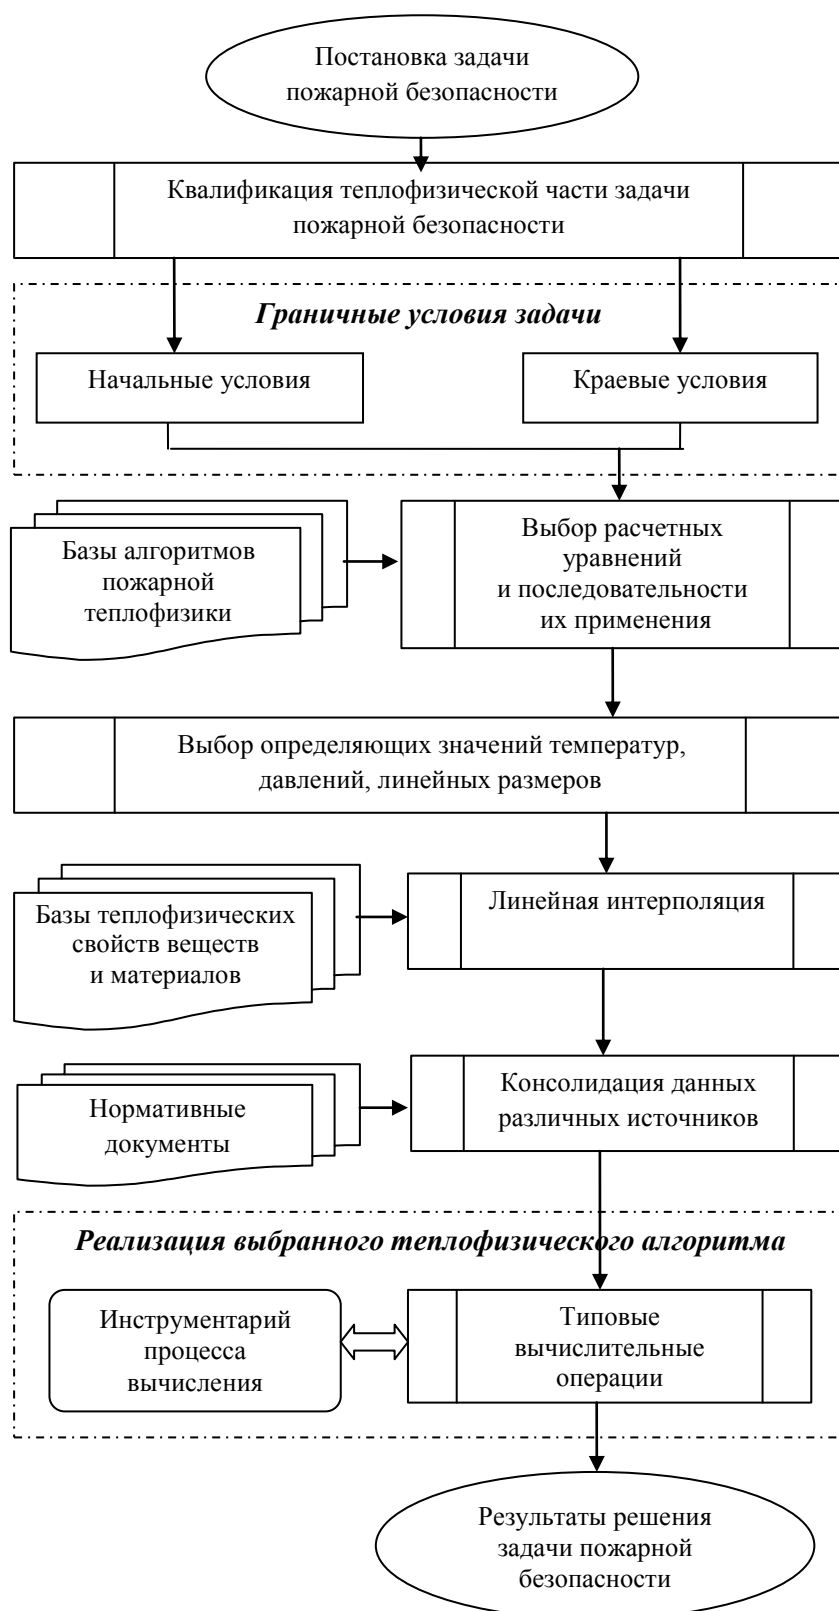 Постановка задачи
пожарной безопасности
Квалификация теплофизической части задачи
пожарной безопасности
Граничные условия задачи
Начальные условия
Краевые условия
Базы алгоритмов
пожарной
теплофизики
Выбор расчетных
уравнений
и последовательности
их применения
Выбор определяющих значений температур,
давлений, линейных размеров
Базы теплофизических
свойств веществ
и материалов
Линейная интерполяция
Нормативные
документы
Консолидация данных
различных источников
Реализация выбранного теплофизического алгоритма
Инструментарий
процесса
вычисления
Типовые
вычислительные
операции
Результаты решения
задачи пожарной
безопасности